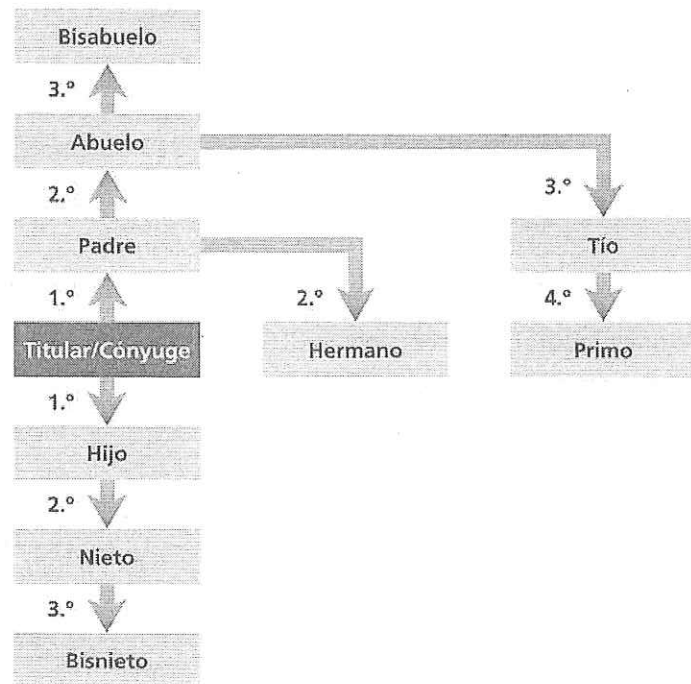 Bisabuelo
3.º
Abuelo
2.º
3.º
Padre
Tío
1.º
2.º
4.º
Titular/Cónyuge
Hermano
Primo
1.º
Hijo
2.º
Nieto
3.º
Bisnieto